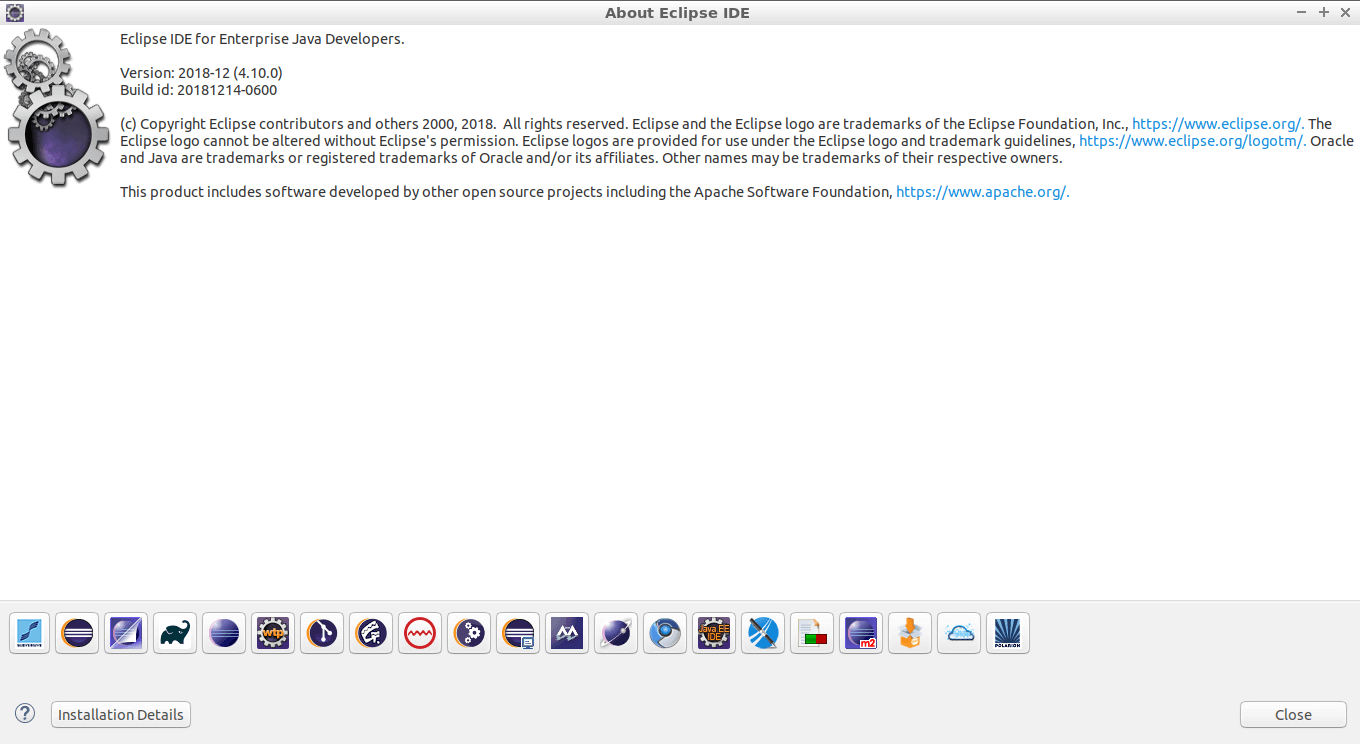 About Eclipse IDE
Eclipse IDE for Enterprise Java Developers.
Version: 2018-12 (4.10.0)
Build id: 20181214-0600
(c) Copyright Eclipse contributors and others 2000, 2018.  All rights reserved. Eclipse and the Eclipse logo are trademarks of the Eclipse Foundation, Inc., https://www.eclipse.org/. The
Eclipse logo cannot be altered without Eclipse's permission. Eclipse logos are provided for use under the Eclipse logo and trademark guidelines, https://www.eclipse.org/logotm/. Oracle
and Java are trademarks or registered trademarks of Oracle and/or its affiliates. Other names may be trademarks of their respective owners.
This product includes software developed by other open source projects including the Apache Software Foundation, https://www.apache.org/.
SUBVERSIVE
wtp
Java EE
IDE
m2
POLARION
? Installation Details
Close